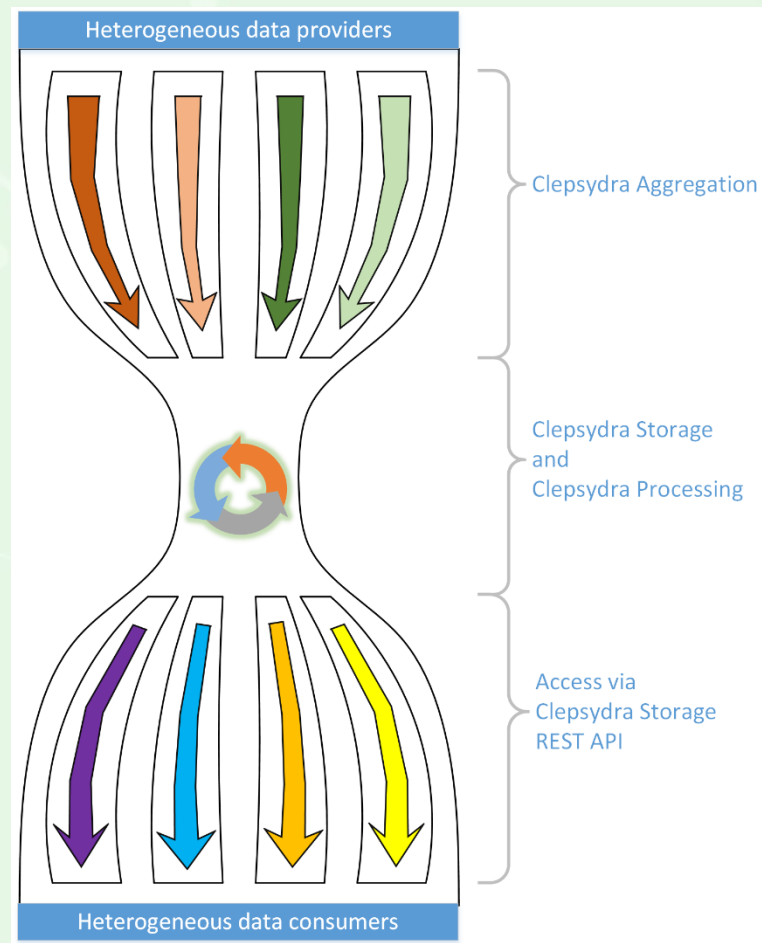 Heterogeneous data providers
Clepsydra Aggregation
Clepsydra Storage
and
Clepsydra Processing
Access via
Clepsydra Storage
REST API
Heterogeneous data consumers